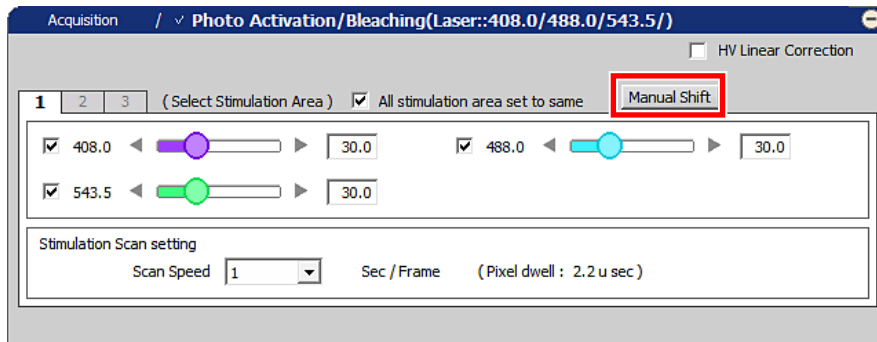 Acquisition / ✓ Photo Activation/Bleaching(Laser::408.0/488.0/543.5/)
HV Linear Correction
1 2 3 ( Select Stimulation Area ) All stimulation area set to same Manual Shift
408.0 30.0 488.0 30.0
543.5 30.0
Stimulation Scan setting
Scan Speed 1 Sec / Frame ( Pixel dwell : 2.2 u sec )